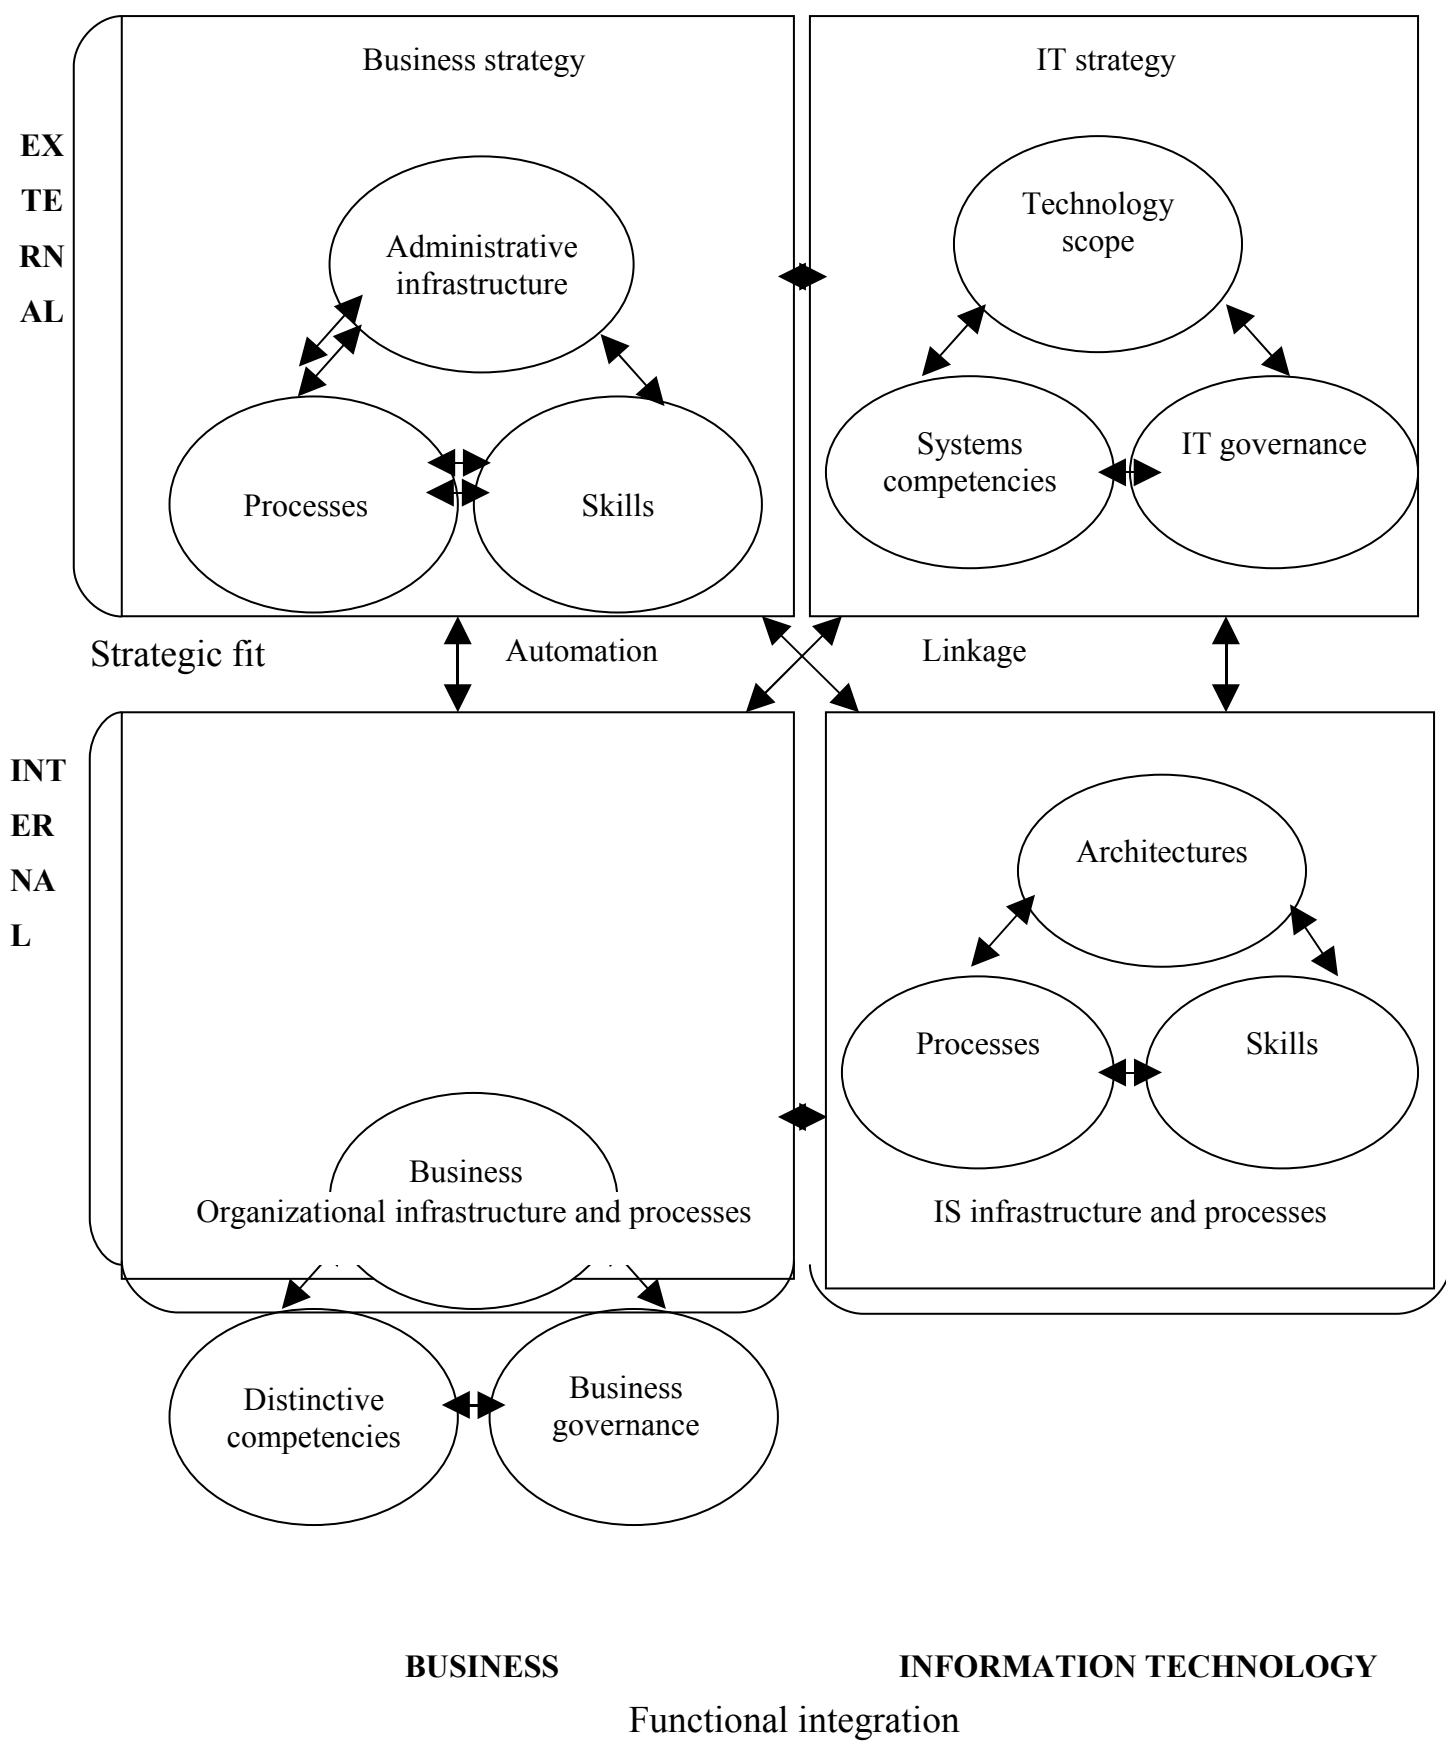 Business strategy
IT strategy
EX
TE
RN
AL
Administrative
infrastructure
Processes
Skills
Technology
scope
Systems
competencies
IT governance
Strategic fit
Automation
Linkage
INT
ER
NA
L
Architectures
Processes
Skills
Business
Organizational infrastructure and processes
IS infrastructure and processes
Distinctive
competencies
Business
governance
BUSINESS
INFORMATION TECHNOLOGY
Functional integration